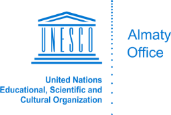 UNESCO
United Nations
Educational, Scientific and
Cultural Organization
Almaty
Office